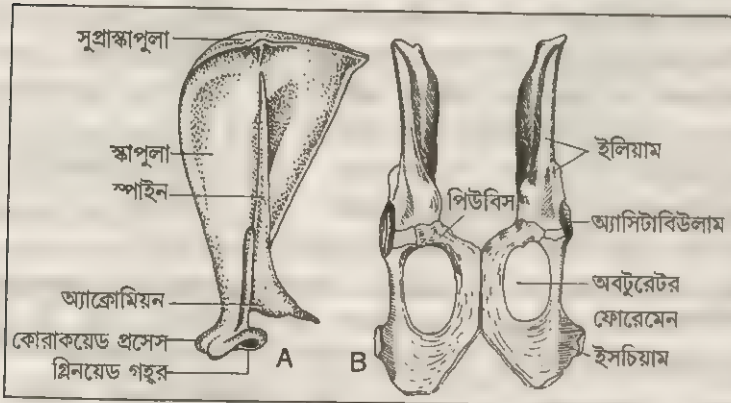 সুপ্রাস্কাপুলা
স্কাপুলা
স্পাইন
অ্যাক্রোমিয়ন
কোরাকয়েড প্রসেস
গ্লিনয়েড গহ্বর
A
B
পিউবিস
ইলিয়াম
অ্যাসিটাবিউলাম
অবটুরেটর
ফোরেমেন
ইসচিয়াম